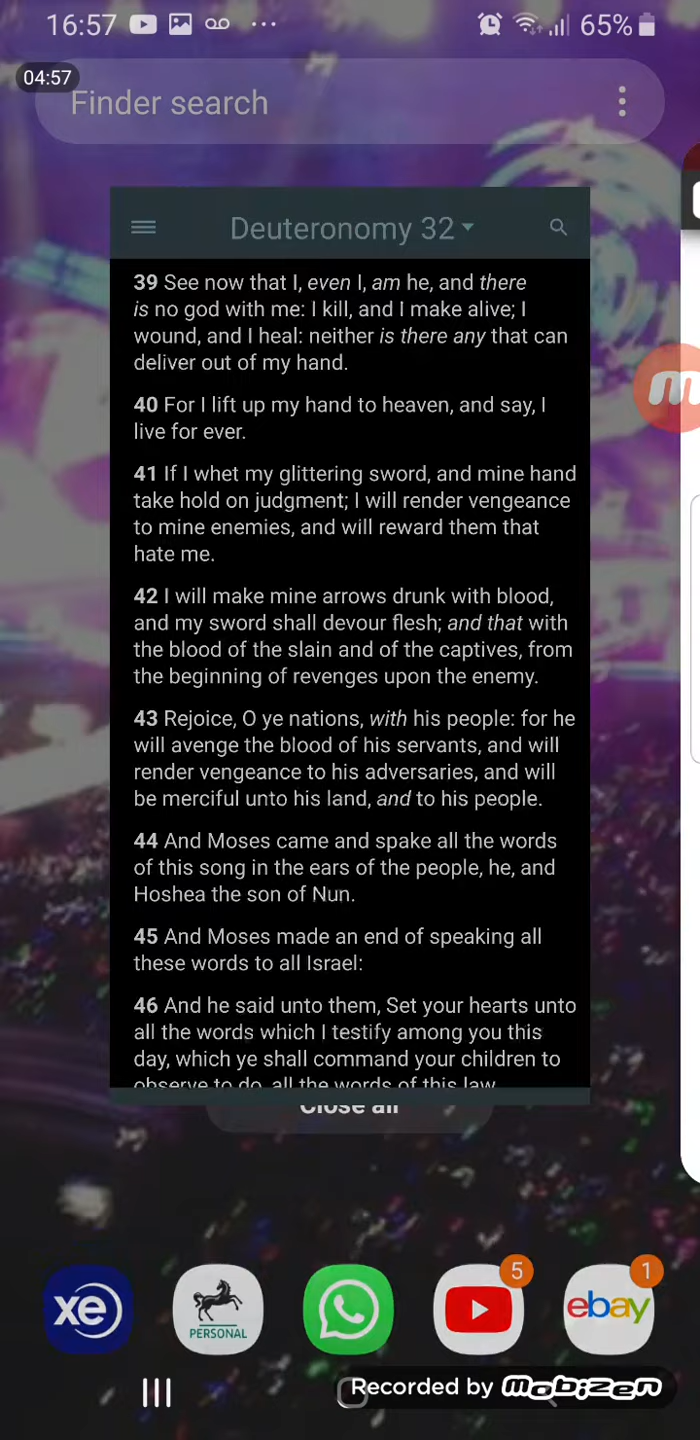 16:57
65%
04:57
Finder search
Deuteronomy 32
39 See now that I, even I, am he, and there
is no god with me: I kill, and I make alive; I
wound, and I heal: neither is there any that can
deliver out of my hand.
40 For I lift up my hand to heaven, and say, I
live for ever.
41 If I whet my glittering sword, and mine hand
take hold on judgment; I will render vengeance
to mine enemies, and will reward them that
hate me.
42 I will make mine arrows drunk with blood,
and my sword shall devour flesh; and that with
the blood of the slain and of the captives, from
the beginning of revenges upon the enemy.
43 Rejoice, O ye nations, with his people: for he
will avenge the blood of his servants, and will
render vengeance to his adversaries, and will
be merciful unto his land, and to his people.
44 And Moses came and spake all the words
of this song in the ears of the people, he, and
Hoshea the son of Nun.
45 And Moses made an end of speaking all
these words to all Israel:
46 And he said unto them, Set your hearts unto
all the words which I testify among you this
day, which ye shall command your children to
observe to do, all the words of this law.
Close all
5
1
xe
PERSONAL
ebay
Recorded by mobizen